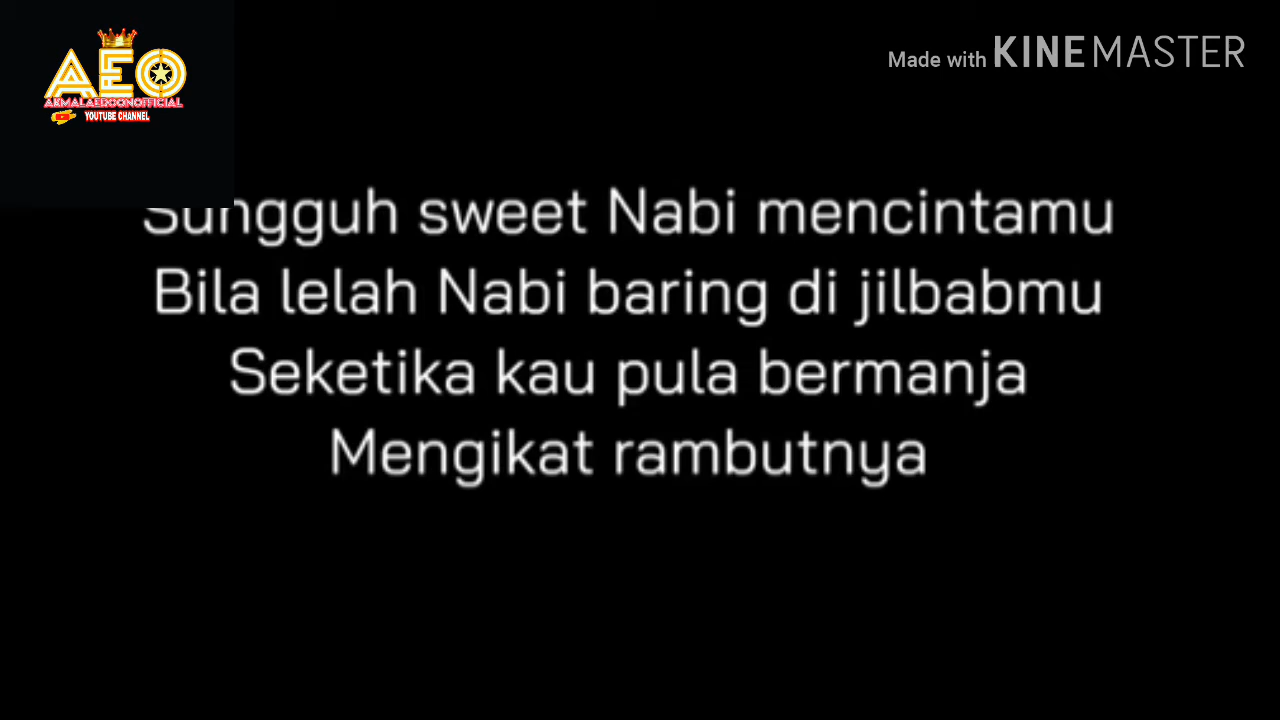 AEO
AKMALAEROONOFFICIAL
YOUTUBE CHANNEL
Made with KINEMASTER
Sungguh sweet Nabi mencintamu
Bila lelah Nabi baring di jilbabmu
Seketika kau pula bermanja
Mengikat rambutnya